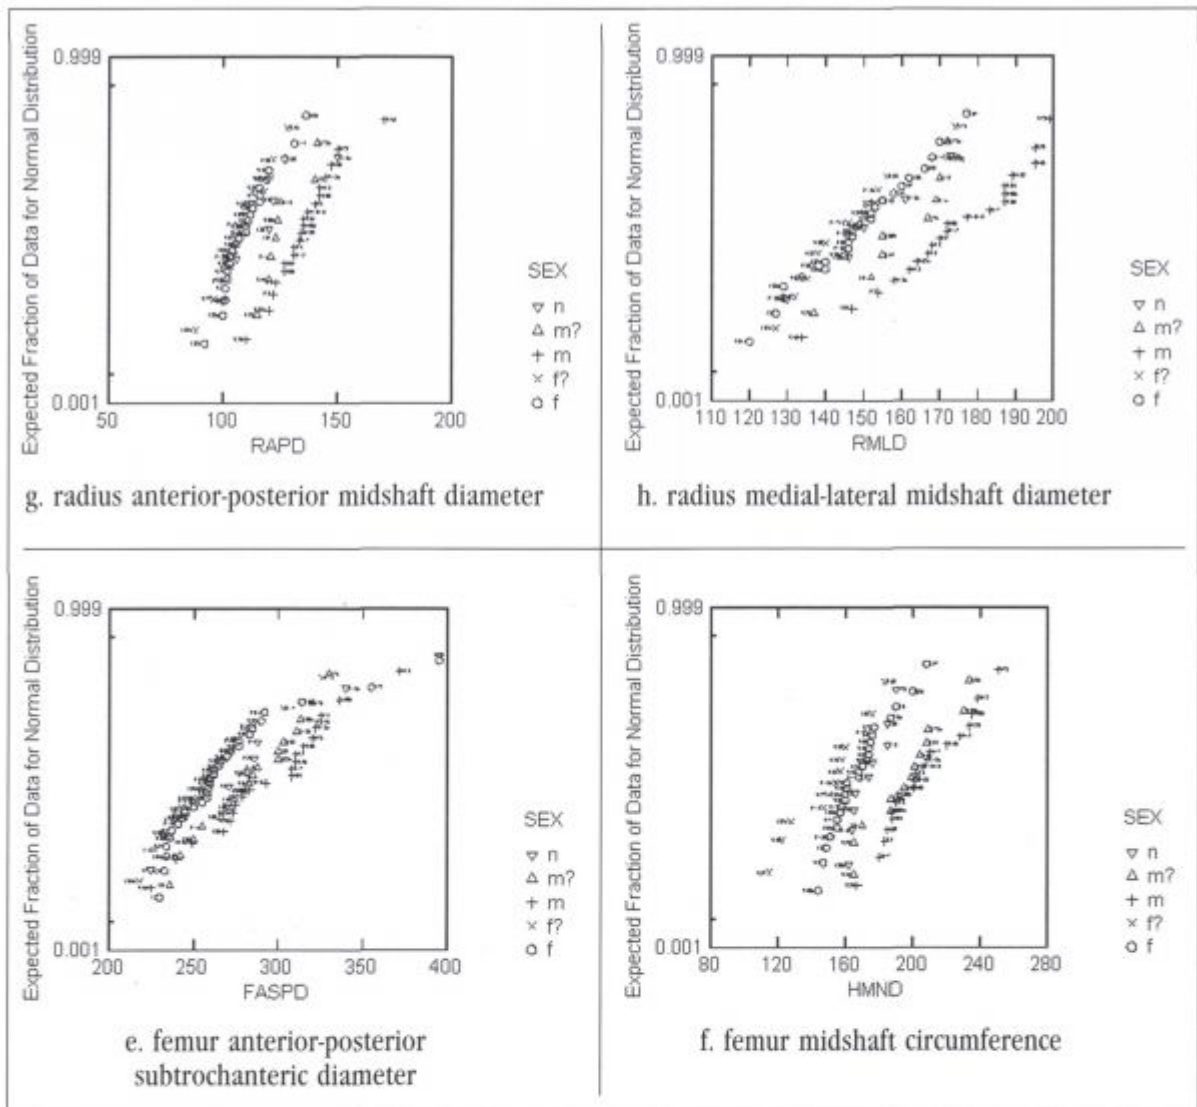 Expected Fraction of Data for Normal Distribution
0.999
0.001
50 100 150 200
RAPD
SEX
n
m?
m
f?
f
g. radius anterior-posterior midshaft diameter
Expected Fraction of Data for Normal Distribution
0.999
0.001
110 120 130 140 150 160 170 180 190 200
RMLD
SEX
n
m?
m
f?
f
h. radius medial-lateral midshaft diameter
Expected Fraction of Data for Normal Distribution
0.999
0.001
200 250 300 350 400
FASPD
SEX
n
m?
m
f?
f
e. femur anterior-posterior
subtrochanteric diameter
Expected Fraction of Data for Normal Distribution
0.999
0.001
80 120 160 200 240 280
HMND
SEX
n
m?
m
f?
f
f. femur midshaft circumference